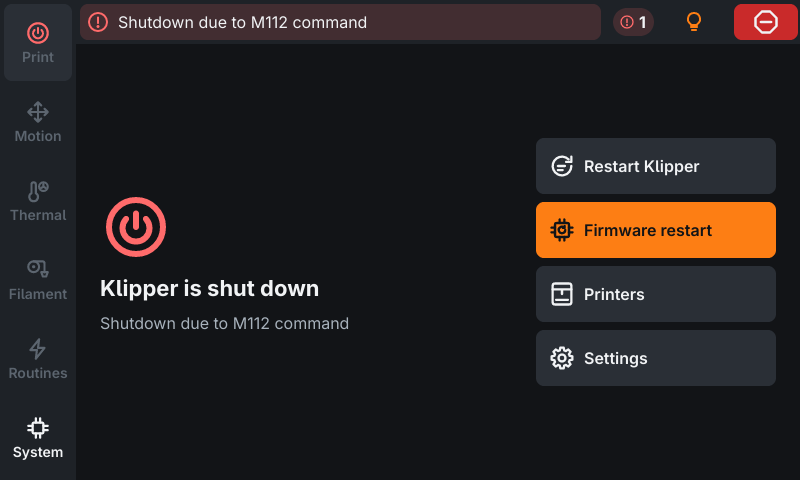 Print
Shutdown due to M112 command
1
Motion
Thermal
Filament
Routines
System
Klipper is shut down
Shutdown due to M112 command
Restart Klipper
Firmware restart
Printers
Settings